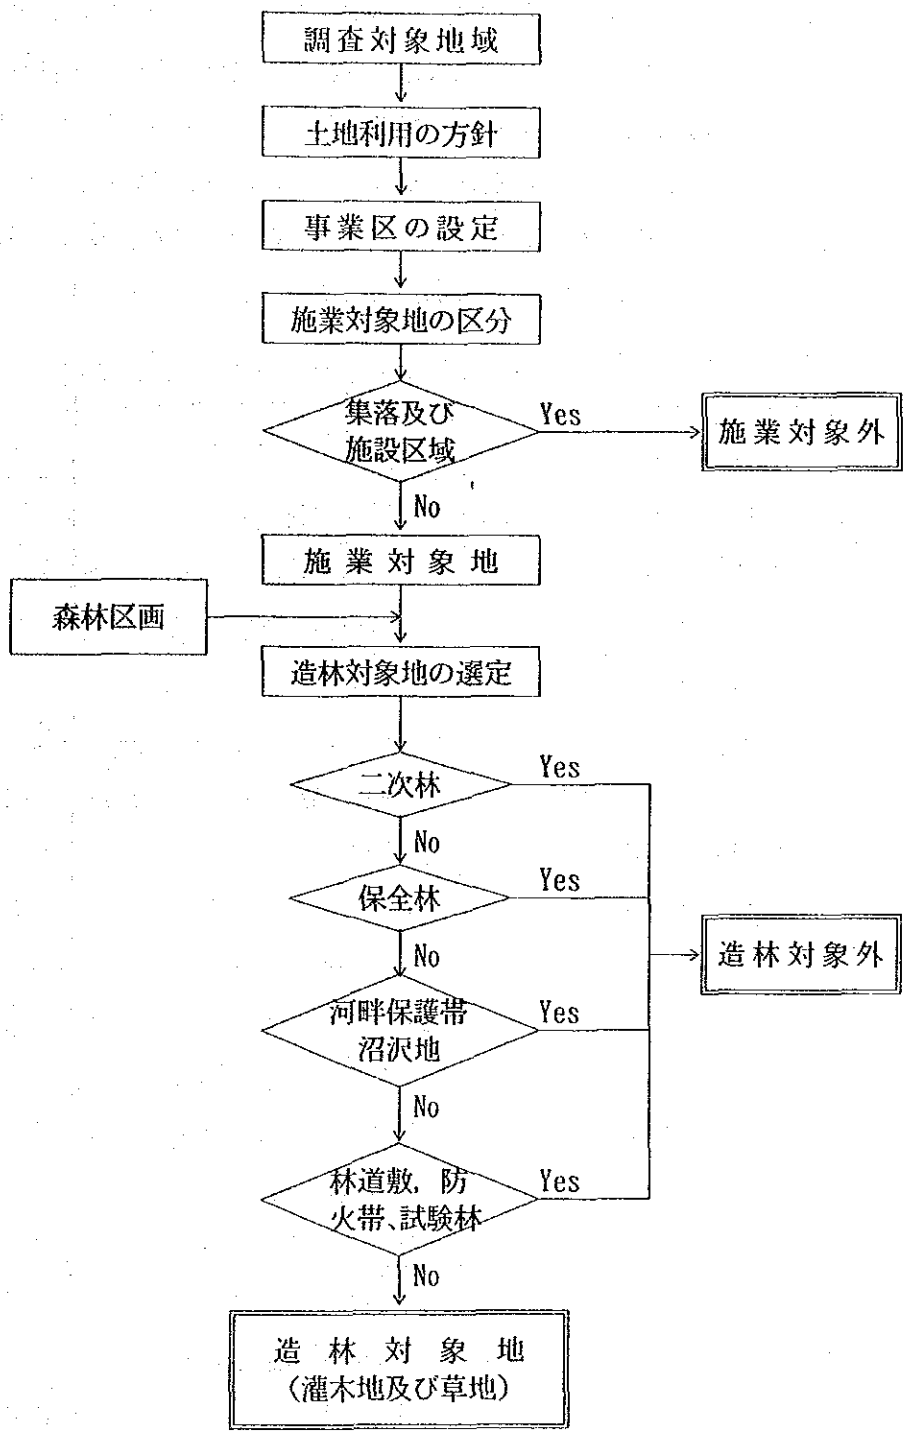 調査対象地域
土地利用の方針
事業区の設定
施業対象地の区分
集落及び
施設区域
Yes
施業対象外
No
施業対象地
森林区画
造林対象地の選定
二次林
Yes
No
保全林
Yes
造林対象外
No
河畔保護帯
沼沢地
Yes
No
林道敷，防
火帯、試験林
Yes
No
造林対象地
（灌木地及び草地）